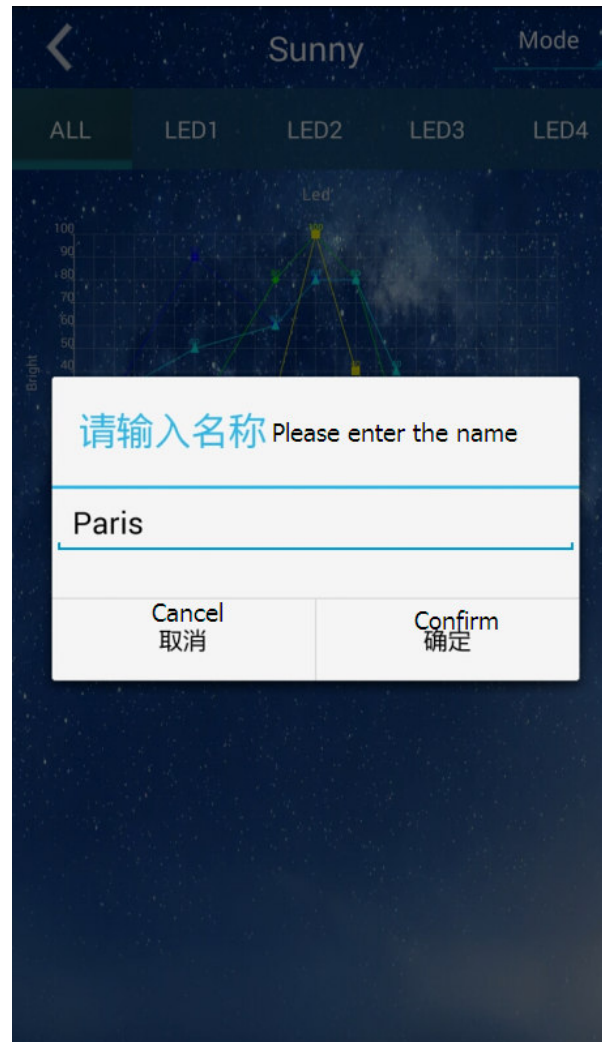 Sunny
Mode
ALL LED1 LED2 LED3 LED4
Led
100
90
80
70
60
50
40
Bright
请输入名称 Please enter the name
Paris
Cancel Confirm
取消 确定